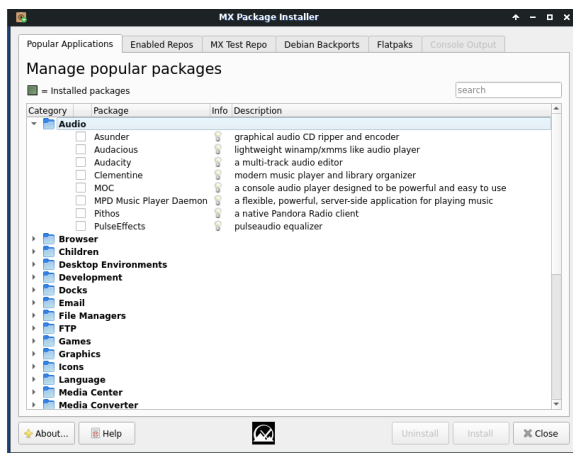 MX Package Installer
Popular Applications Enabled Repos MX Test Repo Debian Backports Flatpaks Console Output
Manage popular packages
= Installed packages search
Category Package Info Description
Audio
Asunder graphical audio CD ripper and encoder
Audacious lightweight winamp/xmms like audio player
Audacity a multi-track audio editor
Clementine modern music player and library organizer
MOC a console audio player designed to be powerful and easy to use
MPD Music Player Daemon a flexible, powerful, server-side application for playing music
Pithos a native Pandora Radio client
PulseEffects pulseaudio equalizer
Browser
Children
Desktop Environments
Development
Docks
Email
File Managers
FTP
Games
Graphics
Icons
Language
Media Center
Media Converter
About... Help Uninstall Install Close